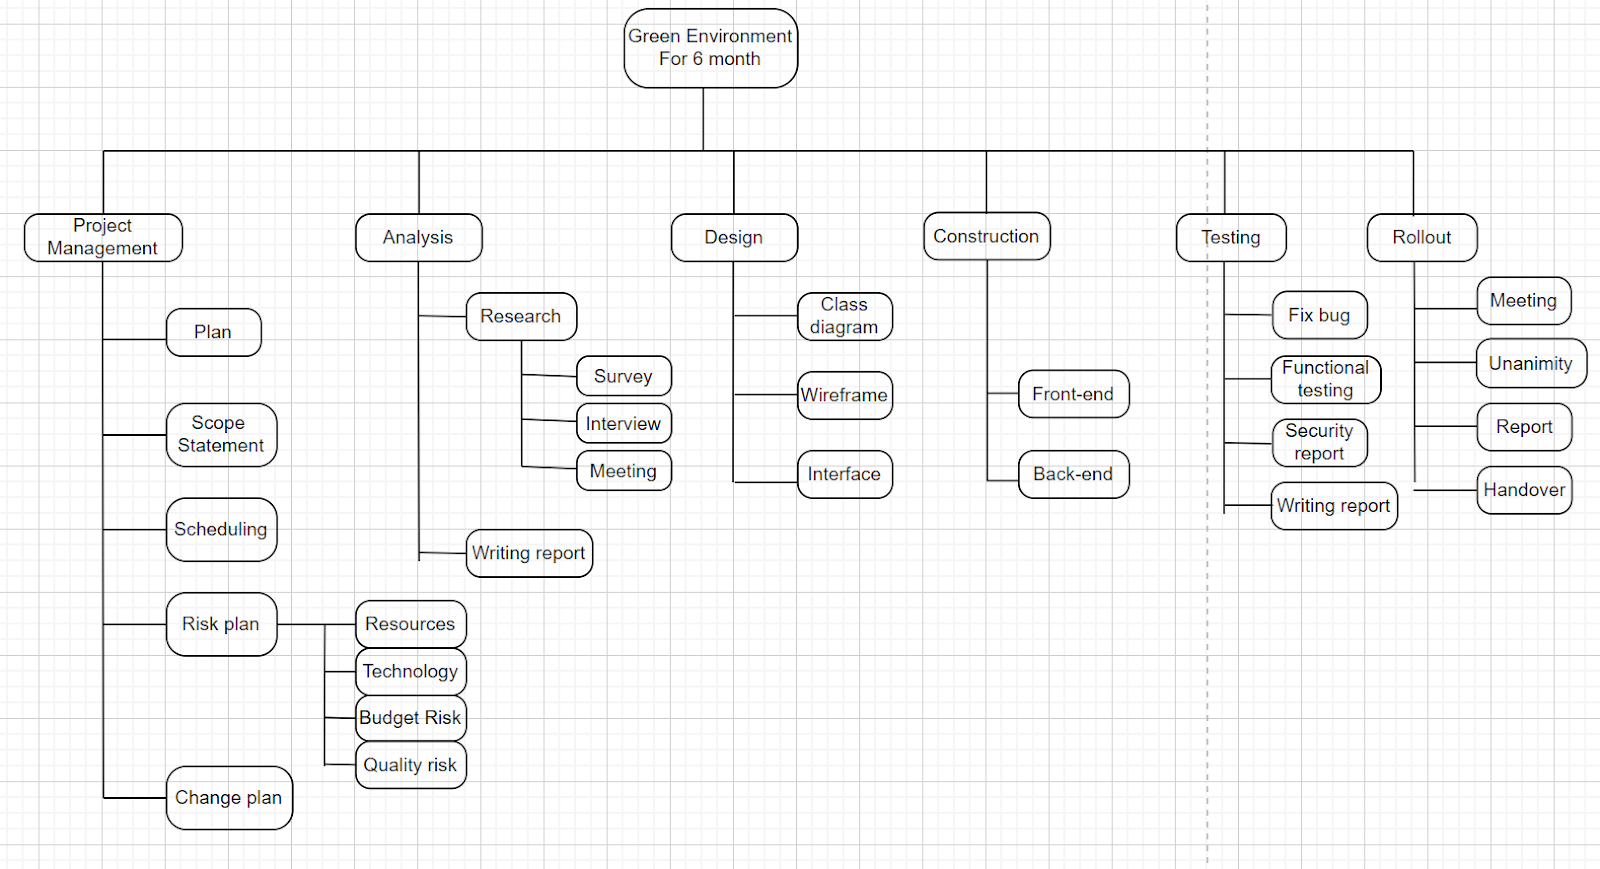 Green Environment
For 6 month
Project
Management
Analysis
Design
Construction
Testing
Rollout
Plan
Scope
Statement
Scheduling
Risk plan
Resources
Technology
Budget Risk
Quality risk
Change plan
Research
Survey
Interview
Meeting
Writing report
Class
diagram
Wireframe
Interface
Front-end
Back-end
Fix bug
Functional
testing
Security
report
Writing report
Meeting
Unanimity
Report
Handover